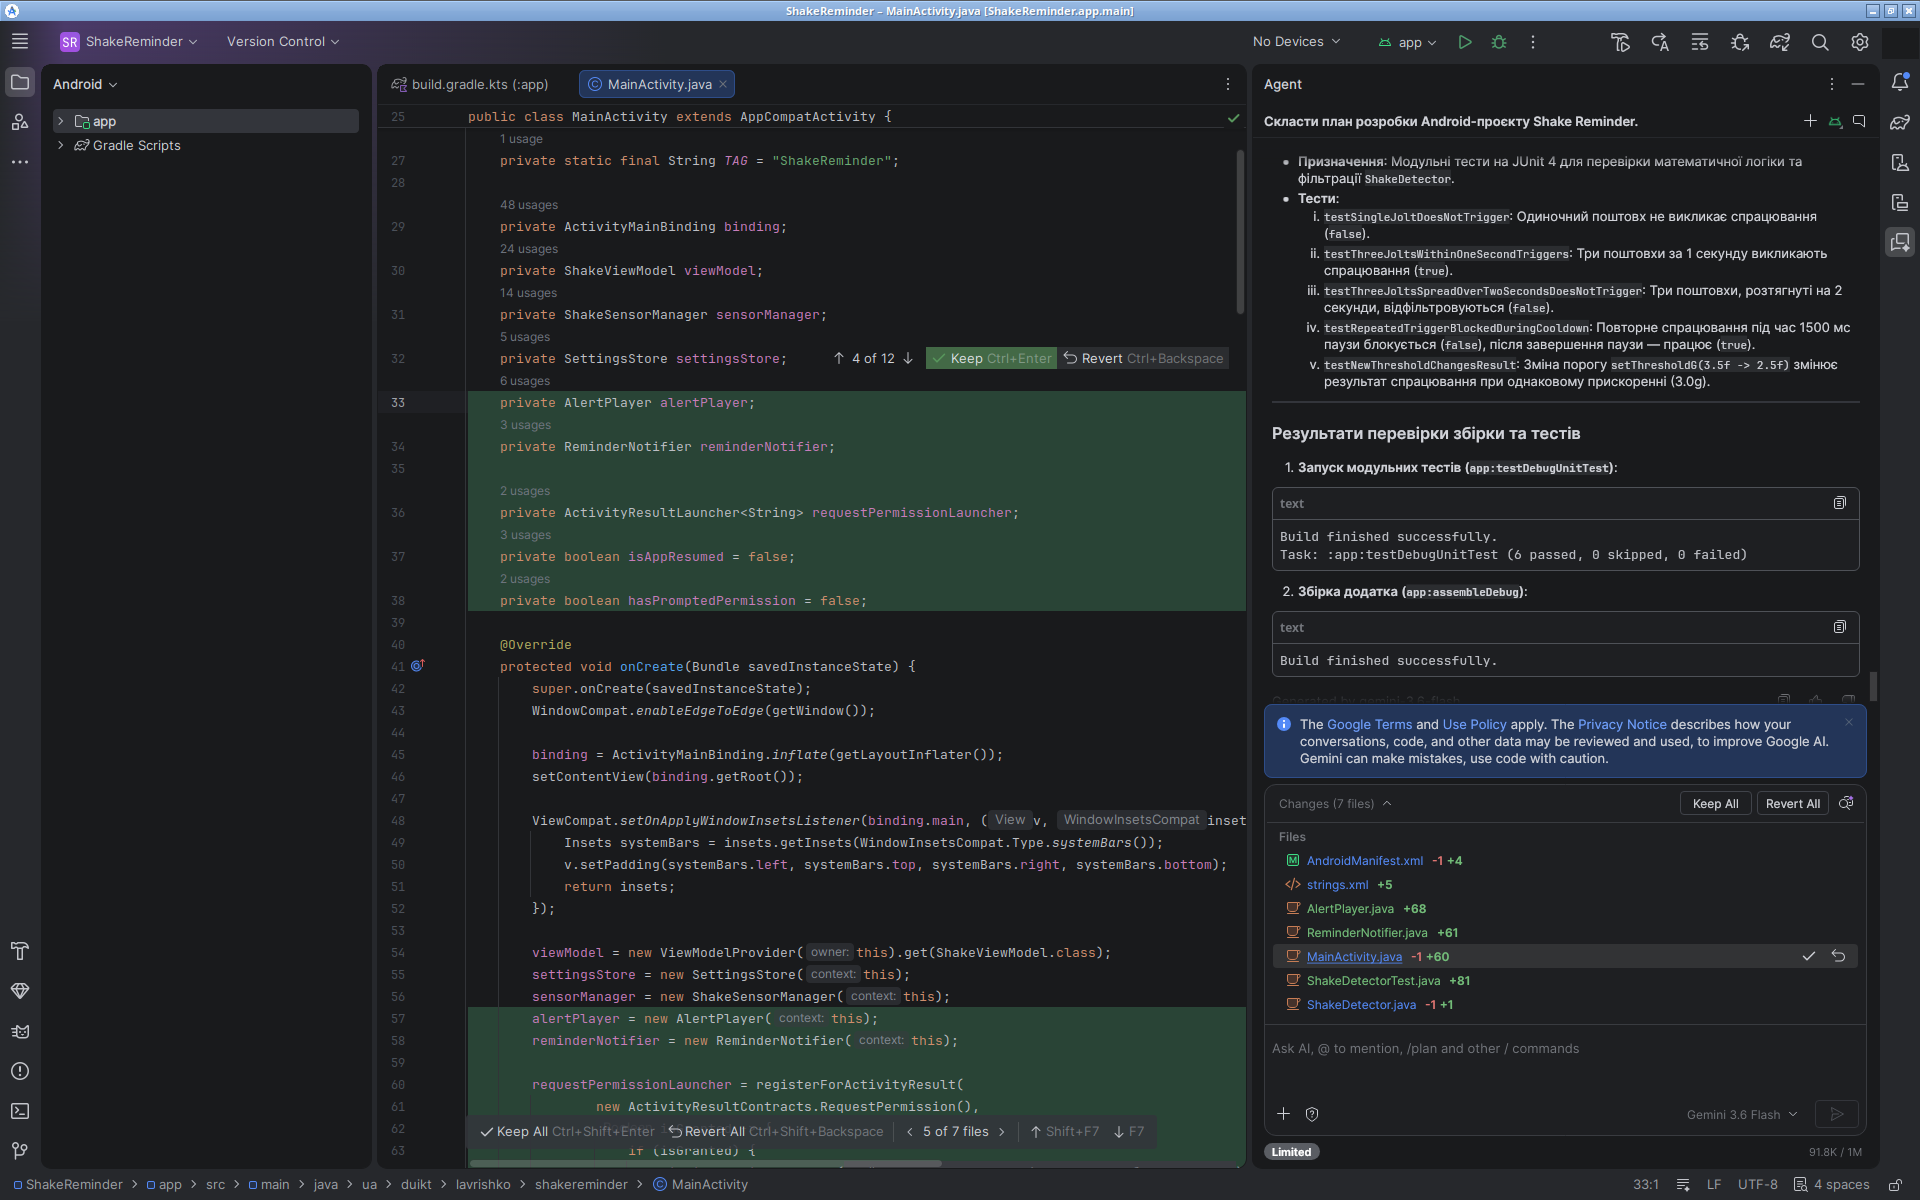 ShakeReminder – MainActivity.java [ShakeReminder.app.main]
SR ShakeReminder Version Control No Devices app
Android
app
Gradle Scripts
build.gradle.kts (:app) MainActivity.java
25 public class MainActivity extends AppCompatActivity {
1 usage
27 private static final String TAG = "ShakeReminder";
28
48 usages
29 private ActivityMainBinding binding;
24 usages
30 private ShakeViewModel viewModel;
14 usages
31 private ShakeSensorManager sensorManager;
5 usages
32 private SettingsStore settingsStore; 4 of 12 Keep Ctrl+Enter Revert Ctrl+Backspace
6 usages
33 private AlertPlayer alertPlayer;
3 usages
34 private ReminderNotifier reminderNotifier;
35
2 usages
36 private ActivityResultLauncher<String> requestPermissionLauncher;
3 usages
37 private boolean isAppResumed = false;
2 usages
38 private boolean hasPromptedPermission = false;
39
40 @Override
41 protected void onCreate(Bundle savedInstanceState) {
42 super.onCreate(savedInstanceState);
43 WindowCompat.enableEdgeToEdge(getWindow());
44
45 binding = ActivityMainBinding.inflate(getLayoutInflater());
46 setContentView(binding.getRoot());
47
48 ViewCompat.setOnApplyWindowInsetsListener(binding.main, ( View v, WindowInsetsCompat inset
49 Insets systemBars = insets.getInsets(WindowInsetsCompat.Type.systemBars());
50 v.setPadding(systemBars.left, systemBars.top, systemBars.right, systemBars.bottom);
51 return insets;
52 });
53
54 viewModel = new ViewModelProvider( owner: this).get(ShakeViewModel.class);
55 settingsStore = new SettingsStore( context: this);
56 sensorManager = new ShakeSensorManager( context: this);
57 alertPlayer = new AlertPlayer( context: this);
58 reminderNotifier = new ReminderNotifier( context: this);
59
60 requestPermissionLauncher = registerForActivityResult(
61 new ActivityResultContracts.RequestPermission(),
62
Keep All Ctrl+Shift+Enter Revert All Ctrl+Shift+Backspace 5 of 7 files Shift+F7 F7
63 if (isGranted) {
Agent
Скласти план розробки Android-проєкту Shake Reminder.
• Призначення: Модульні тести на JUnit 4 для перевірки математичної логіки та
фільтрації ShakeDetector.
• Тести:
i. testSingleJoltDoesNotTrigger: Одиночний поштовх не викликає спрацювання
(false).
ii. testThreeJoltsWithinOneSecondTriggers: Три поштовхи за 1 секунду викликають
спрацювання (true).
iii. testThreeJoltsSpreadOverTwoSecondsDoesNotTrigger: Три поштовхи, розтягнуті на 2
секунди, відфільтровуються (false).
iv. testRepeatedTriggerBlockedDuringCooldown: Повторне спрацювання під час 1500 мс
паузи блокується (false), після завершення паузи — працює (true).
v. testNewThresholdChangesResult: Зміна порогу setThresholdG(3.5f -> 2.5f) змінює
результат спрацювання при однаковому прискоренні (3.0g).
Результати перевірки збірки та тестів
1. Запуск модульних тестів (app:testDebugUnitTest):
text
Build finished successfully.
Task: :app:testDebugUnitTest (6 passed, 0 skipped, 0 failed)
2. Збірка додатка (app:assembleDebug):
text
Build finished successfully.
Generated by gemini-3.6-flash
The Google Terms and Use Policy apply. The Privacy Notice describes how your
conversations, code, and other data may be reviewed and used, to improve Google AI.
Gemini can make mistakes, use code with caution.
Changes (7 files) Keep All Revert All
Files
AndroidManifest.xml -1 +4
strings.xml +5
AlertPlayer.java +68
ReminderNotifier.java +61
MainActivity.java -1 +60
ShakeDetectorTest.java +81
ShakeDetector.java -1 +1
Ask AI, @ to mention, /plan and other / commands
Gemini 3.6 Flash
Limited 91.8K / 1M
ShakeReminder > app > src > main > java > ua > duikt > lavrishko > shakereminder > MainActivity 33:1 LF UTF-8 4 spaces